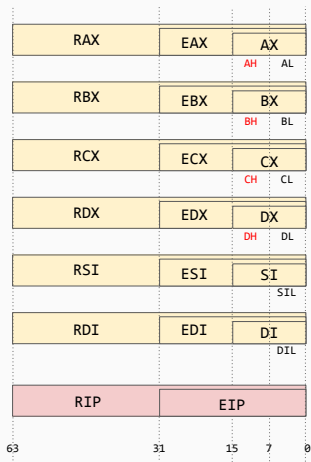 RAX EAX AX
AH AL
RBX EBX BX
BH BL
RCX ECX CX
CH CL
RDX EDX DX
DH DL
RSI ESI SI
SIL
RDI EDI DI
DIL
RIP EIP
63 31 15 7 0